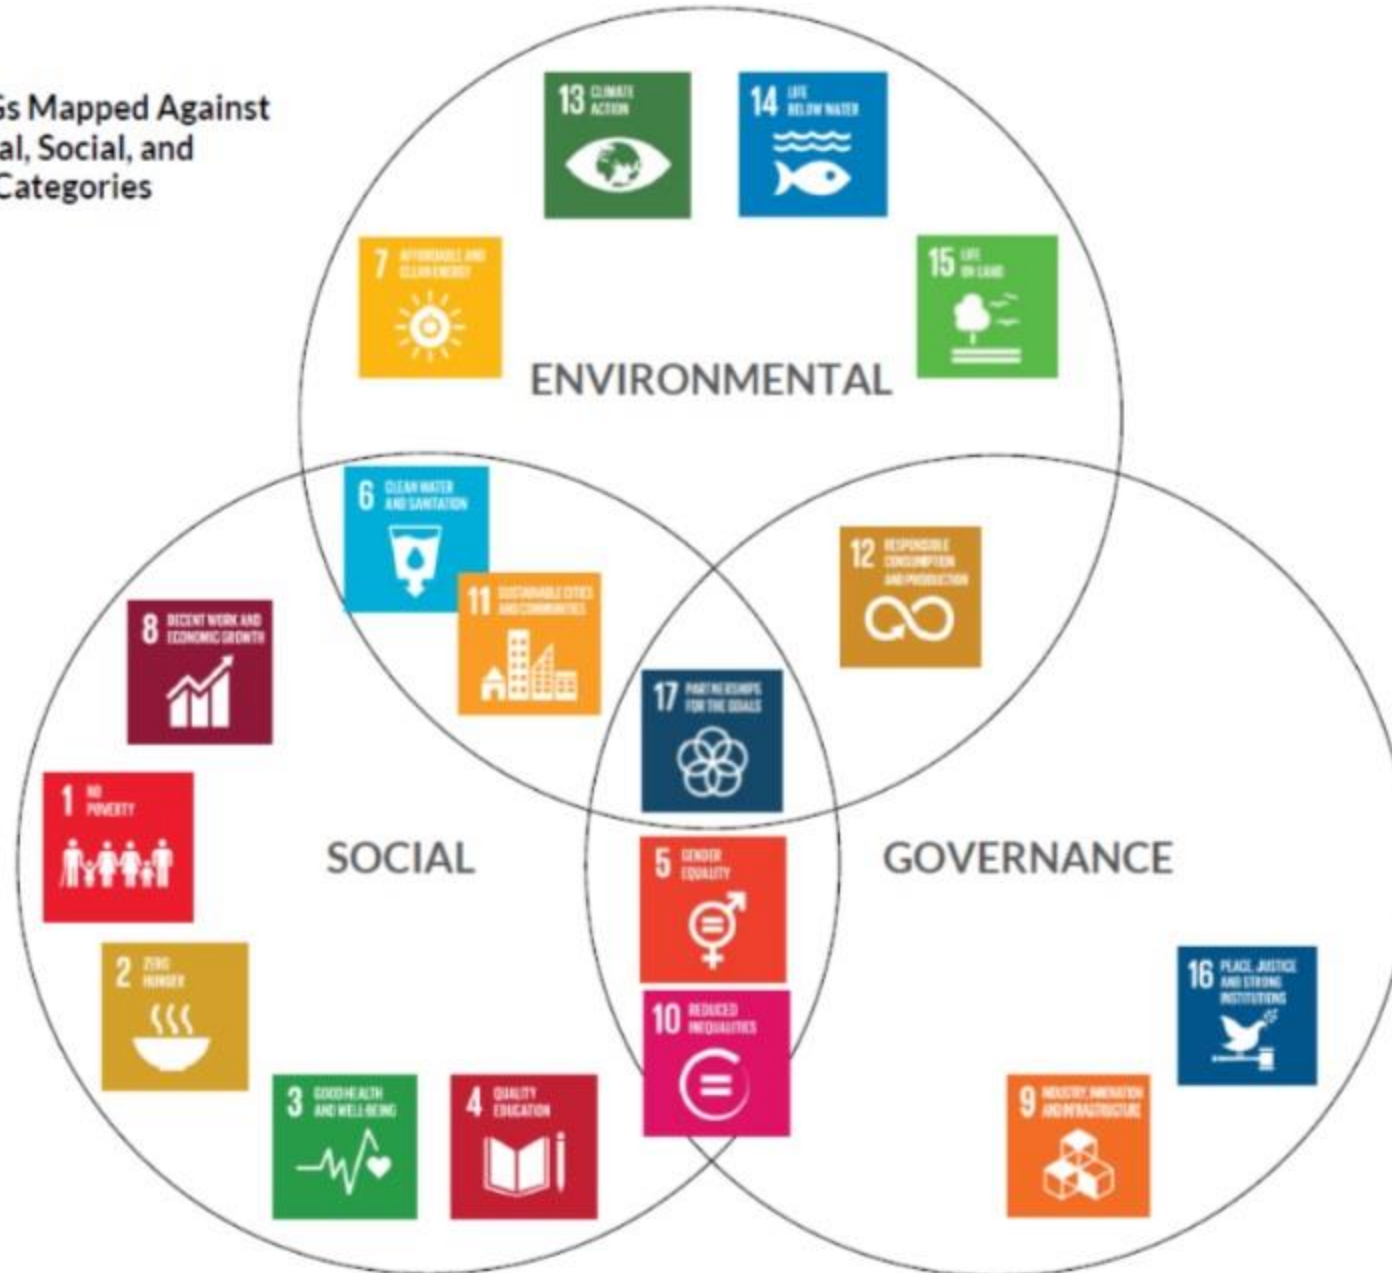 Gs Mapped Against
al, Social, and
Categories
13 CLIMATE
ACTION
14 LIFE
BELOW WATER
7 AFFORDABLE AND
CLEAN ENERGY
15 LIFE
ON LAND
ENVIRONMENTAL
6 CLEAN WATER
AND SANITATION
12 RESPONSIBLE
CONSUMPTION
AND PRODUCTION
11 SUSTAINABLE CITIES
AND COMMUNITIES
8 DECENT WORK AND
ECONOMIC GROWTH
17 PARTNERSHIPS
FOR THE GOALS
1 NO
POVERTY
SOCIAL
5 GENDER
EQUALITY
GOVERNANCE
2 ZERO
HUNGER
16 PEACE, JUSTICE
AND STRONG
INSTITUTIONS
10 REDUCED
INEQUALITIES
3 GOOD HEALTH
AND WELL-BEING
4 QUALITY
EDUCATION
9 INDUSTRY, INNOVATION
AND INFRASTRUCTURE